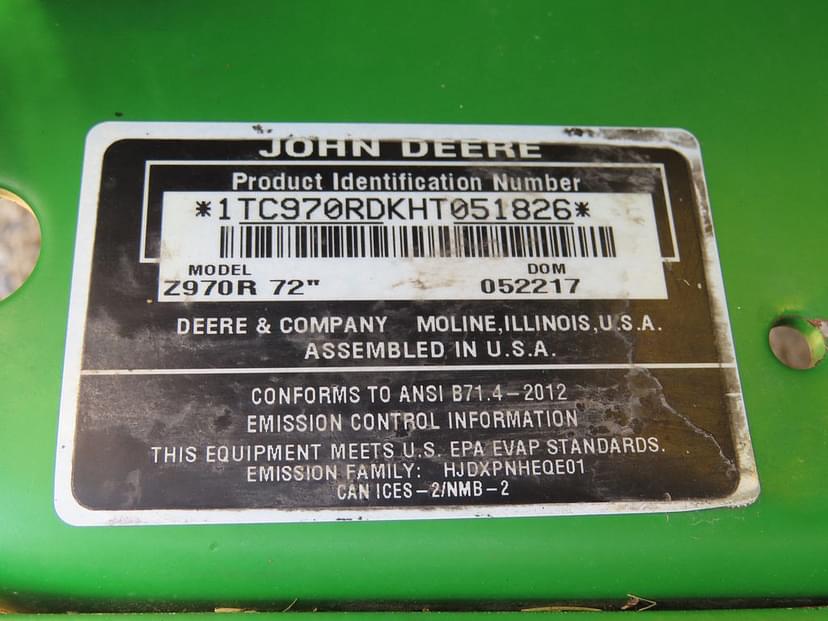 JOHN DEERE
Product Identification Number
*1TC970RDKHT051826*
MODEL DOM
Z970R 72" 052217
DEERE & COMPANY MOLINE, ILLINOIS, U.S.A.
ASSEMBLED IN U.S.A.
CONFORMS TO ANSI B71.4-2012
EMISSION CONTROL INFORMATION
THIS EQUIPMENT MEETS U.S. EPA EVAP STANDARDS.
EMISSION FAMILY: HJDXPNHEQE01
CAN ICES-2/NMB-2